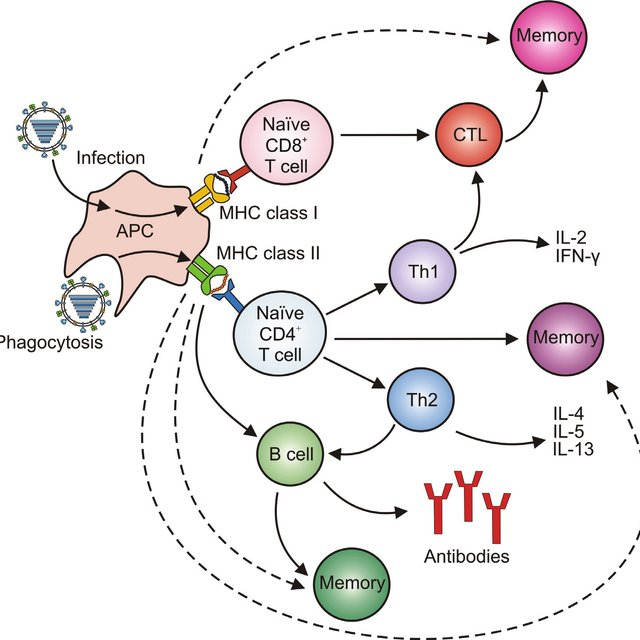 Memory
Naïve
CD8+
T cell
CTL
Infection
MHC class I
APC
MHC class II
IL-2
IFN-γ
Th1
Naïve
CD4+
T cell
Memory
Phagocytosis
Th2
IL-4
IL-5
IL-13
B cell
Antibodies
Memory